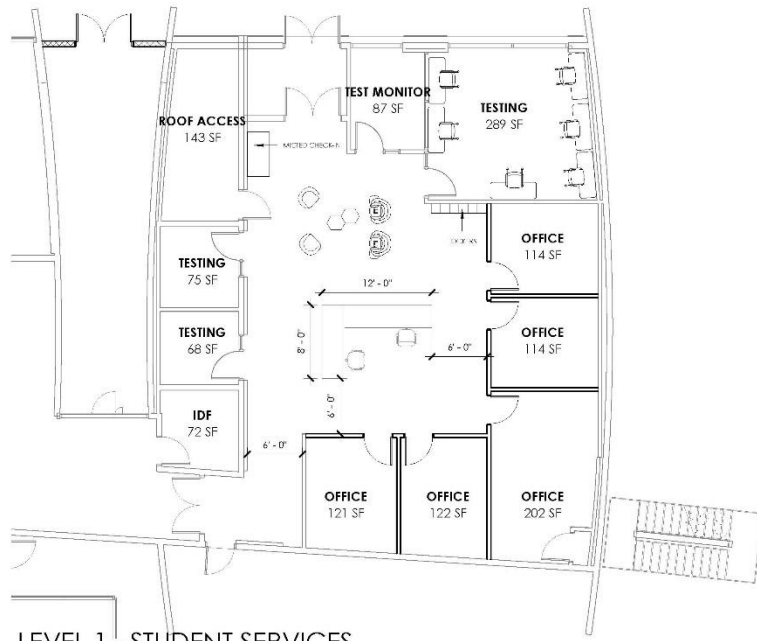 ROOF ACCESS
143 SF
TEST MONITOR
87 SF
TESTING
289 SF
TESTING
75 SF
OFFICE
114 SF
12' - 0"
8' - 0"
6' - 0"
TESTING
68 SF
OFFICE
114 SF
6' - 0"
IDF
72 SF
6' - 0"
OFFICE
121 SF
OFFICE
122 SF
OFFICE
202 SF
LEVEL 1 STUDENT SERVICES